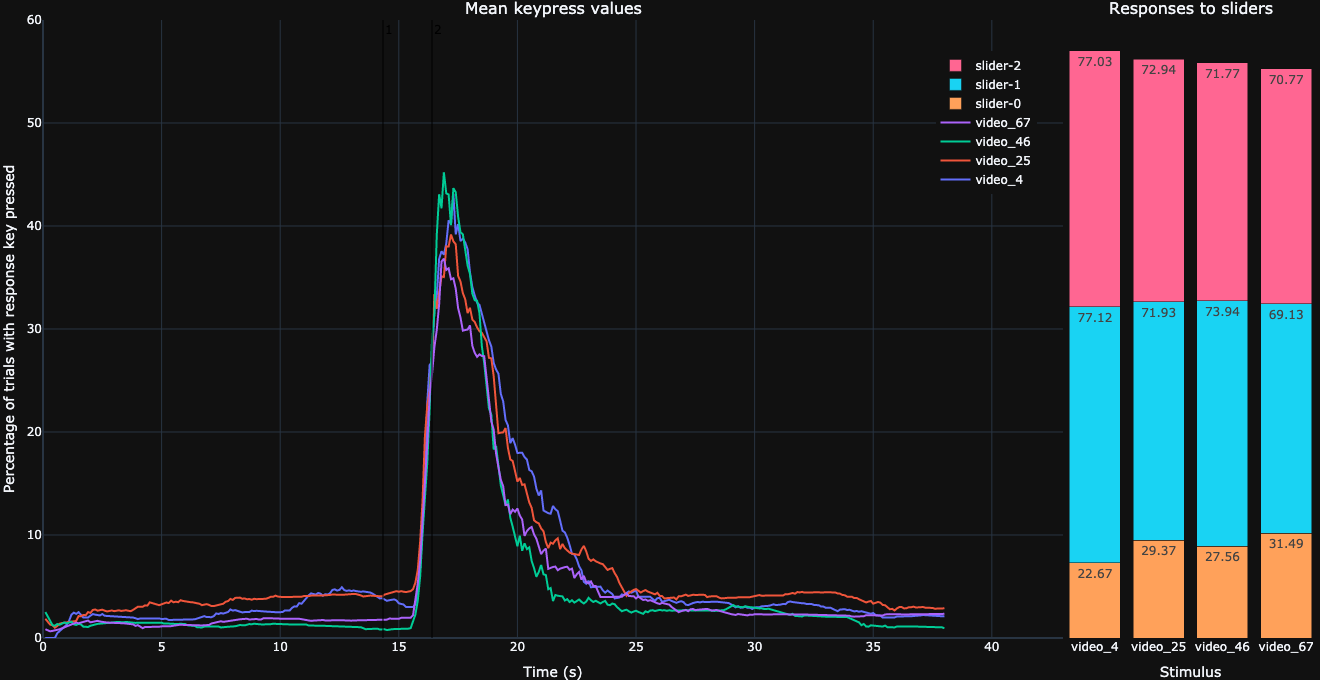 Mean keypress values
Responses to sliders
1
2
slider-2
slider-1
slider-0
video_67
video_46
video_25
video_4
Percentage of trials with response key pressed
60
50
40
30
20
10
0
0 5 10 15 20 25 30 35 40
Time (s)
77.03 72.94 71.77 70.77
77.12 71.93 73.94 69.13
22.67 29.37 27.56 31.49
video_4 video_25 video_46 video_67
Stimulus